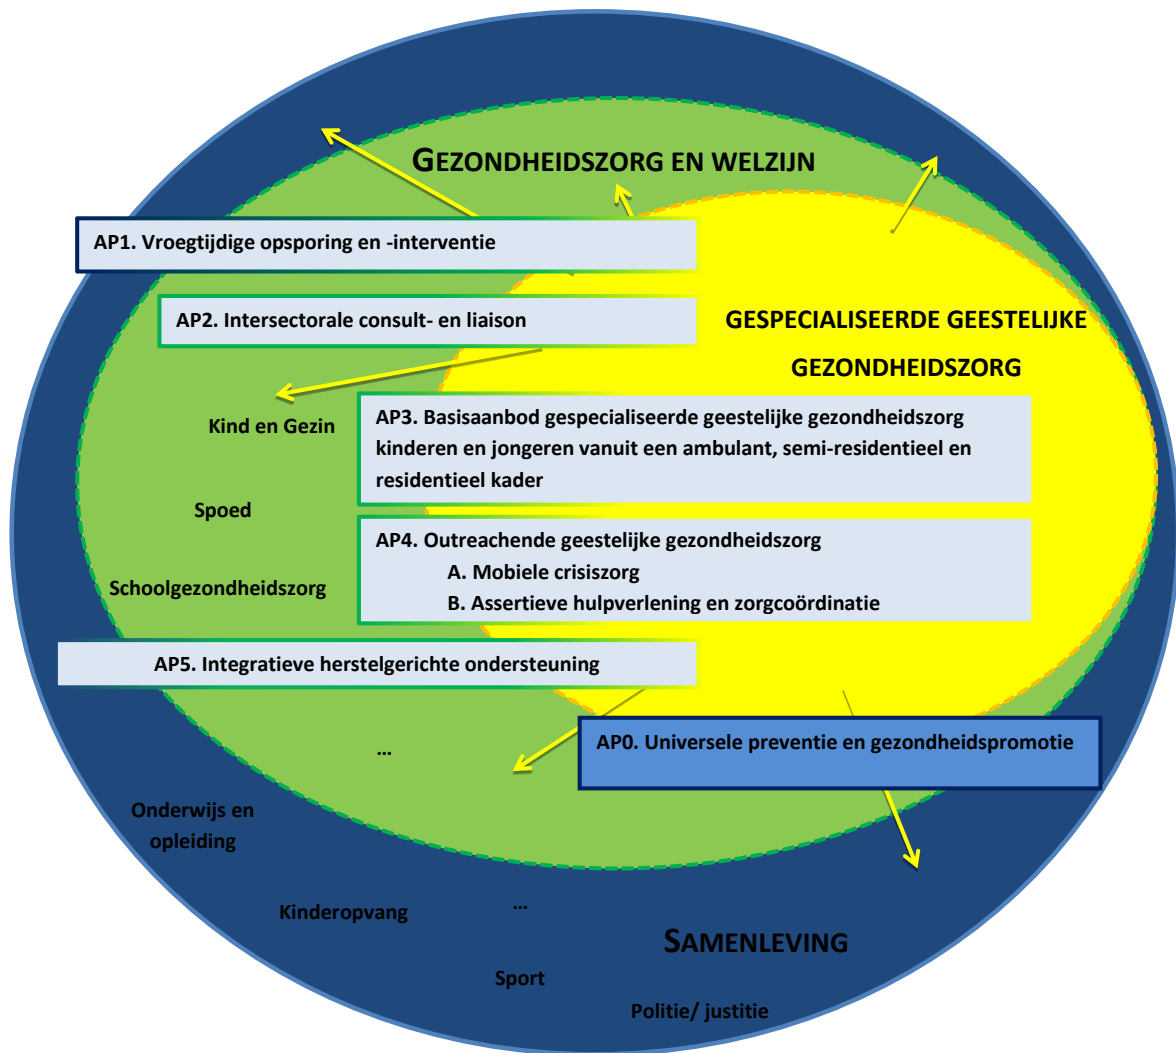 GEZONDHEIDSZORG EN WELZIJN
AP1. Vroegtijdige opsporing en -interventie
AP2. Intersectorale consult- en liaison
GESPECIALISEERDE GEESTELIJKE
GEZONDHEIDSZORG
Kind en Gezin
AP3. Basisaanbod gespecialiseerde geestelijke gezondheidszorg
kinderen en jongeren vanuit een ambulant, semi-residentieel en
residentieel kader
Spoed
AP4. Outreachende geestelijke gezondheidszorg
A. Mobiele crisiszorg
B. Assertieve hulpverlening en zorgcoördinatie
Schoolgezondheidszorg
AP5. Integratieve herstelgerichte ondersteuning
AP0. Universele preventie en gezondheidspromotie
...
Onderwijs en
opleiding
Kinderopvang
...
SAMENLEVING
Sport
Politie/ justitie